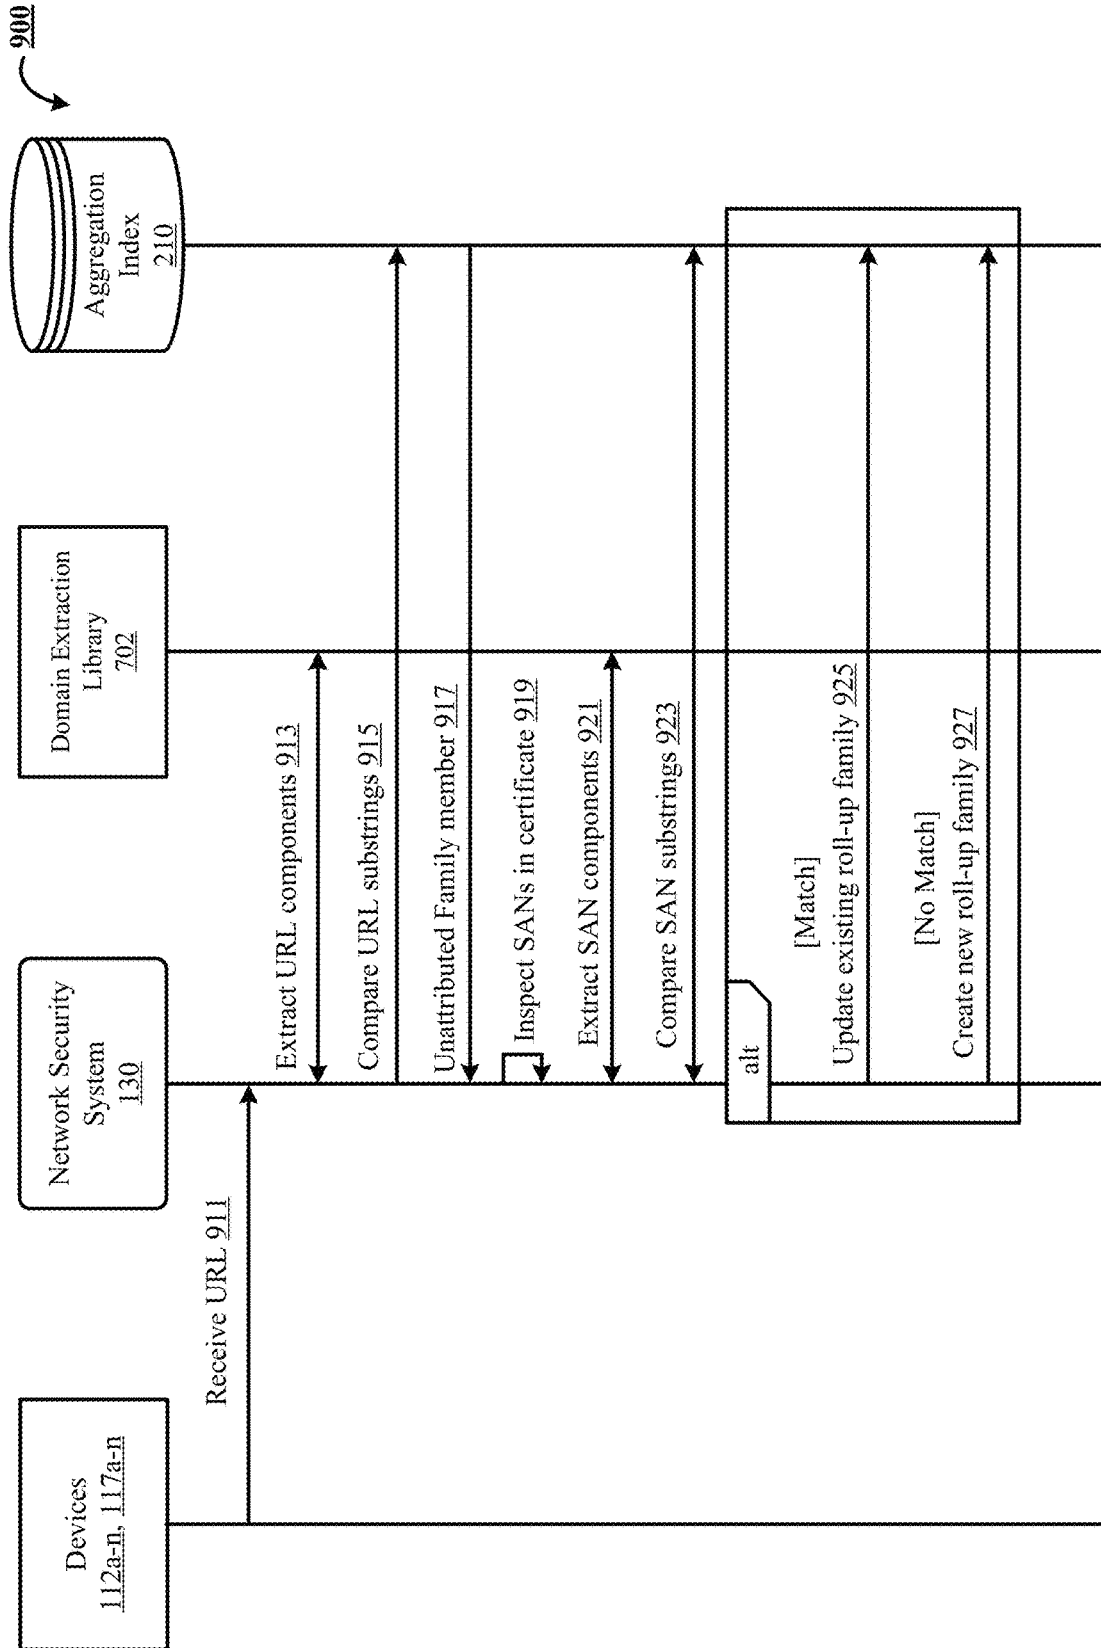 900
Devices
112a-n, 117a-n
Network Security
System
130
Domain Extraction
Library
702
Aggregation
Index
210
Receive URL 911
Extract URL components 913
Compare URL substrings 915
Unattributed Family member 917
Inspect SANs in certificate 919
Extract SAN components 921
Compare SAN substrings 923
alt
[Match]
Update existing roll-up family 925
[No Match]
Create new roll-up family 927